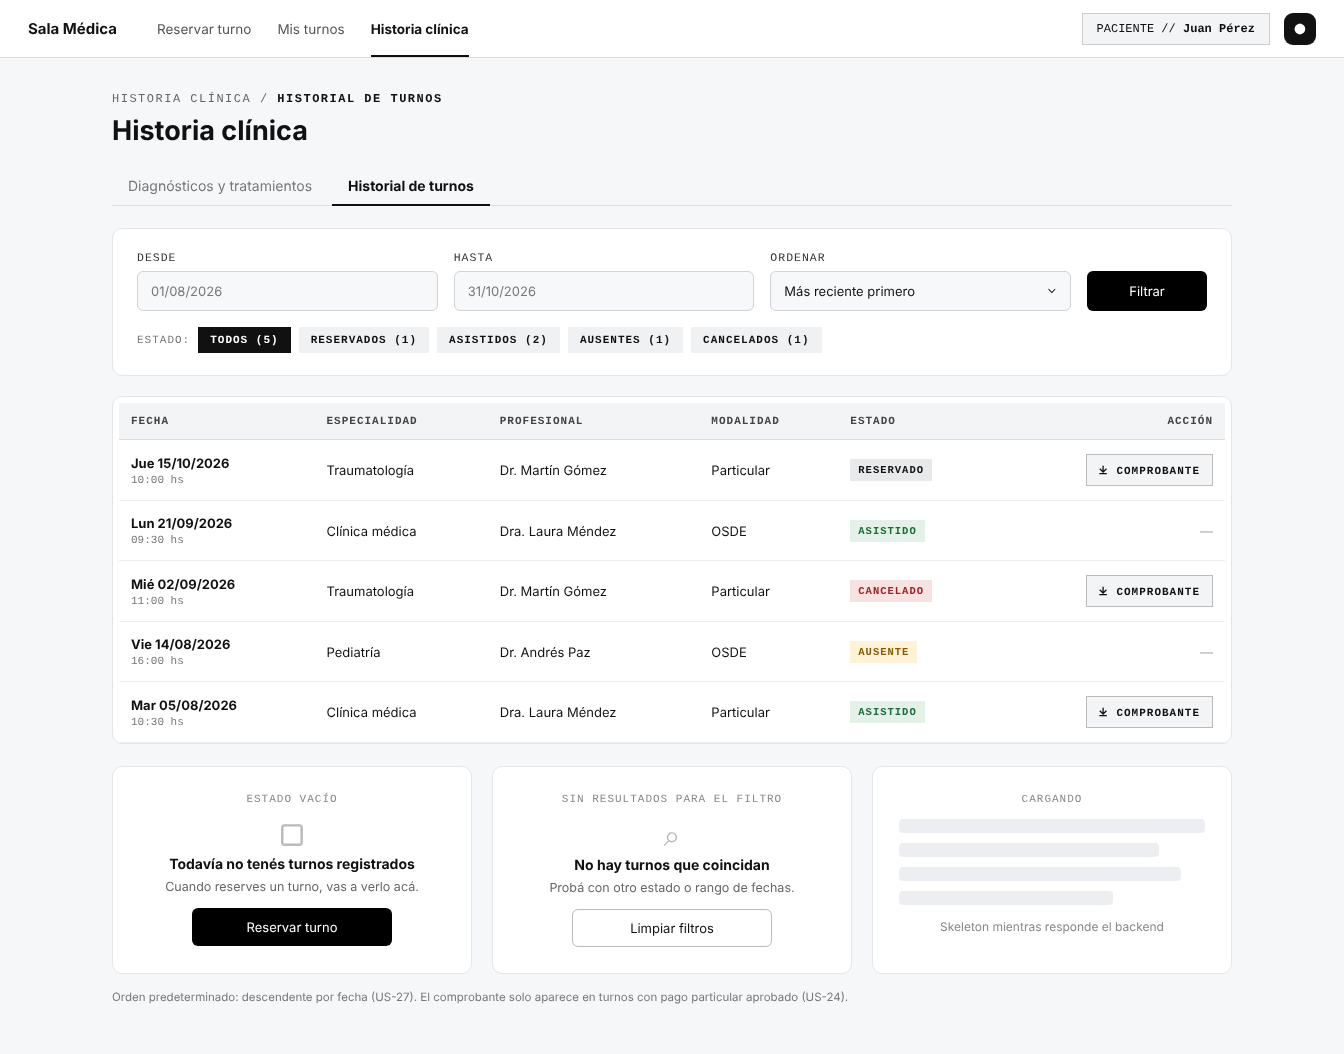 Sala Médica
Reservar turno
Mis turnos
Historia clínica
PACIENTE // Juan Pérez
HISTORIA CLÍNICA / HISTORIAL DE TURNOS
Historia clínica
Diagnósticos y tratamientos
Historial de turnos
DESDE
HASTA
ORDENAR
01/08/2026
31/10/2026
Más reciente primero
Filtrar
ESTADO:
TODOS (5)
RESERVADOS (1)
ASISTIDOS (2)
AUSENTES (1)
CANCELADOS (1)
FECHA
ESPECIALIDAD
PROFESIONAL
MODALIDAD
ESTADO
ACCIÓN
Jue 15/10/2026
10:00 hs
Traumatología
Dr. Martín Gómez
Particular
RESERVADO
COMPROBANTE
Lun 21/09/2026
09:30 hs
Clínica médica
Dra. Laura Méndez
OSDE
ASISTIDO
—
Mié 02/09/2026
11:00 hs
Traumatología
Dr. Martín Gómez
Particular
CANCELADO
COMPROBANTE
Vie 14/08/2026
16:00 hs
Pediatría
Dr. Andrés Paz
OSDE
AUSENTE
—
Mar 05/08/2026
10:30 hs
Clínica médica
Dra. Laura Méndez
Particular
ASISTIDO
COMPROBANTE
ESTADO VACÍO
Todavía no tenés turnos registrados
Cuando reserves un turno, vas a verlo acá.
Reservar turno
SIN RESULTADOS PARA EL FILTRO
No hay turnos que coincidan
Probá con otro estado o rango de fechas.
Limpiar filtros
CARGANDO
Skeleton mientras responde el backend
Orden predeterminado: descendente por fecha (US-27). El comprobante solo aparece en turnos con pago particular aprobado (US-24).